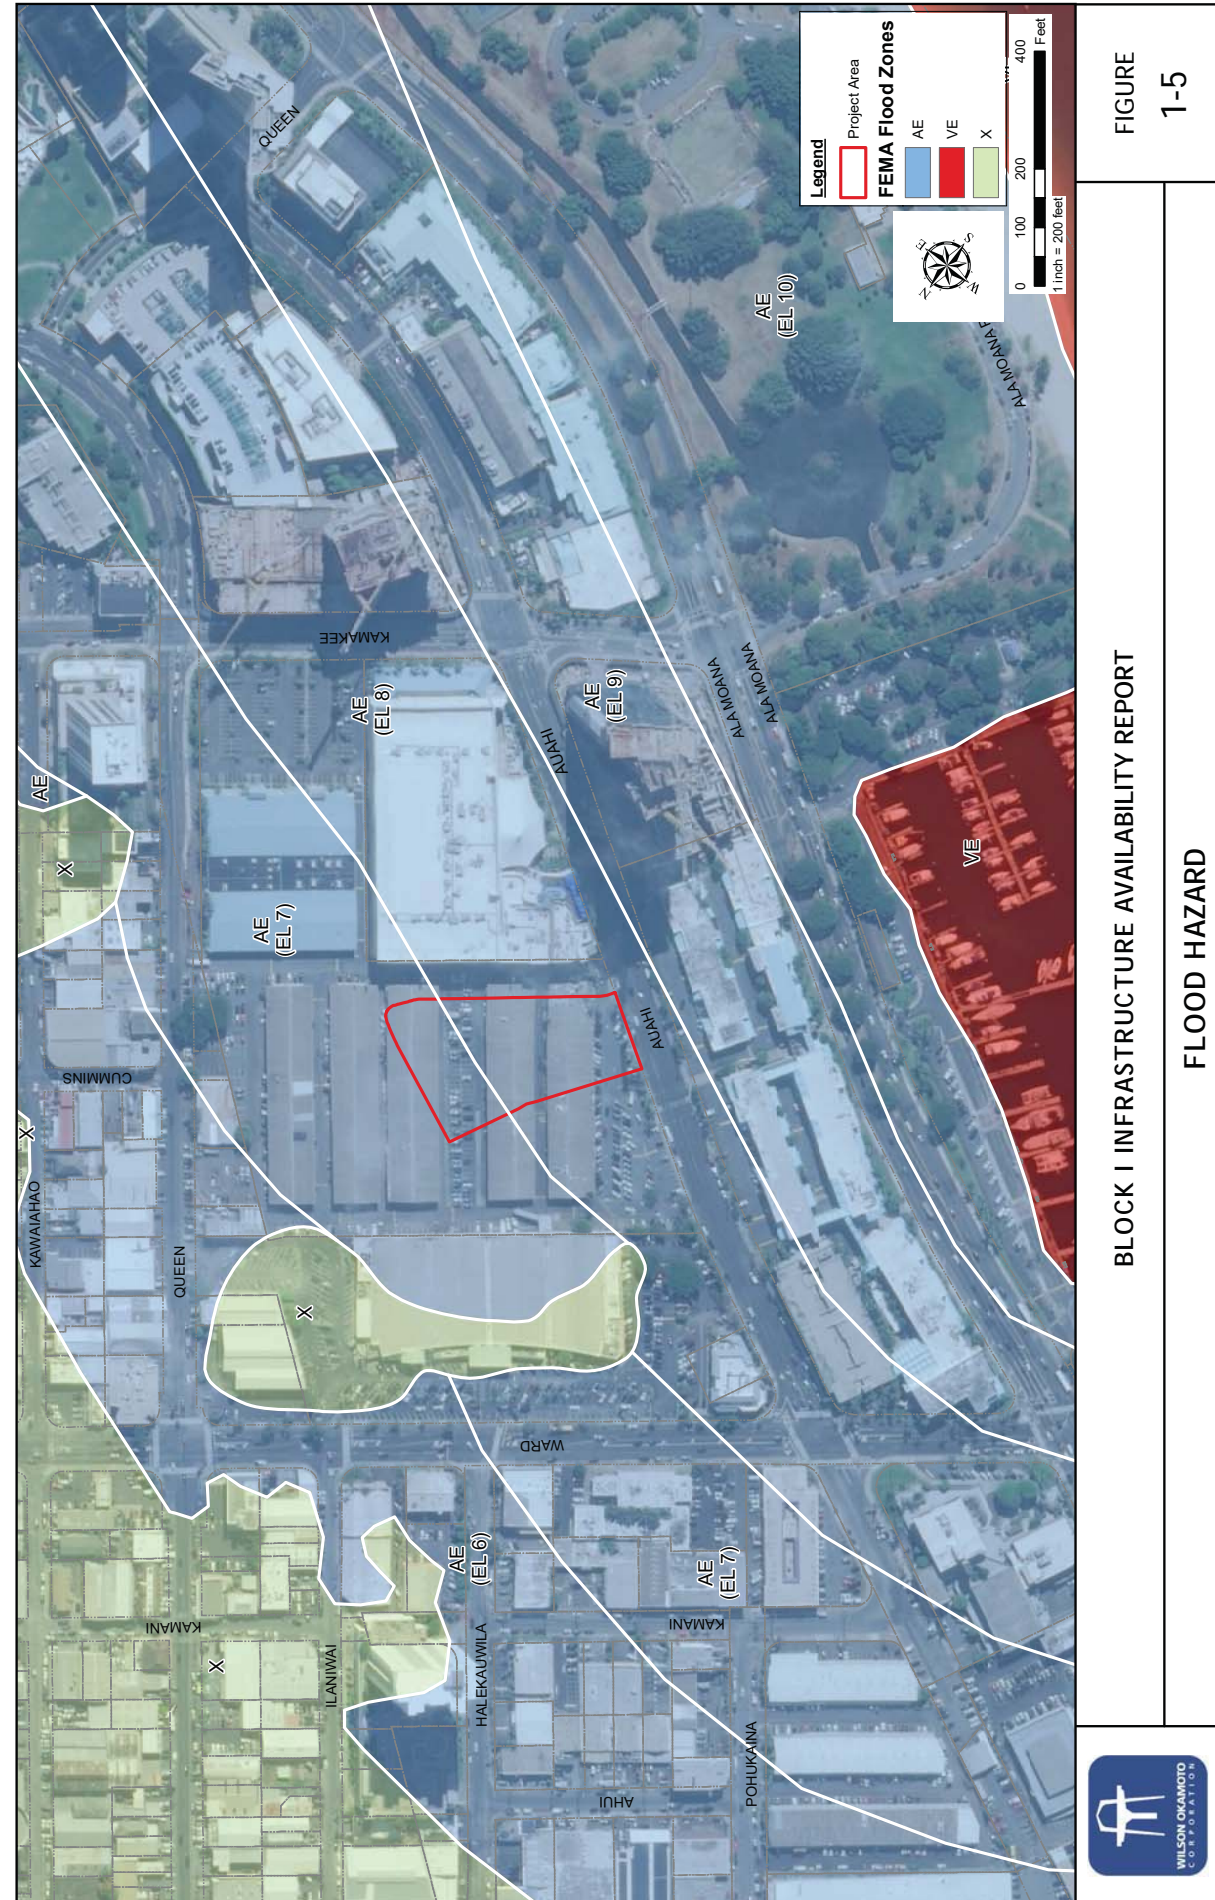 QUEEN
KAMAKEE
AE
(EL 8)
AE
(EL 9)
AE
(EL 10)
AE
X
AE
(EL 7)
AUAHI
ALA MOANA
ALA MOANA
ALA MOANA
VE
CUMMINS
AUAHI
X
KAWAIAHAO
QUEEN
X
WARD
KAMANI
X
ILANIWAI
AE
(EL 6)
HALEKAUWILA
AE
(EL 7)
KAMANI
POHUKAINA
AHUI
Legend
Project Area
FEMA Flood Zones
AE
VE
X
N
E
S
W
0 100 200 400
Feet
1 inch = 200 feet
WILSON OKAMOTO
CORPORATION
BLOCK I INFRASTRUCTURE AVAILABILITY REPORT
FLOOD HAZARD
FIGURE
1-5